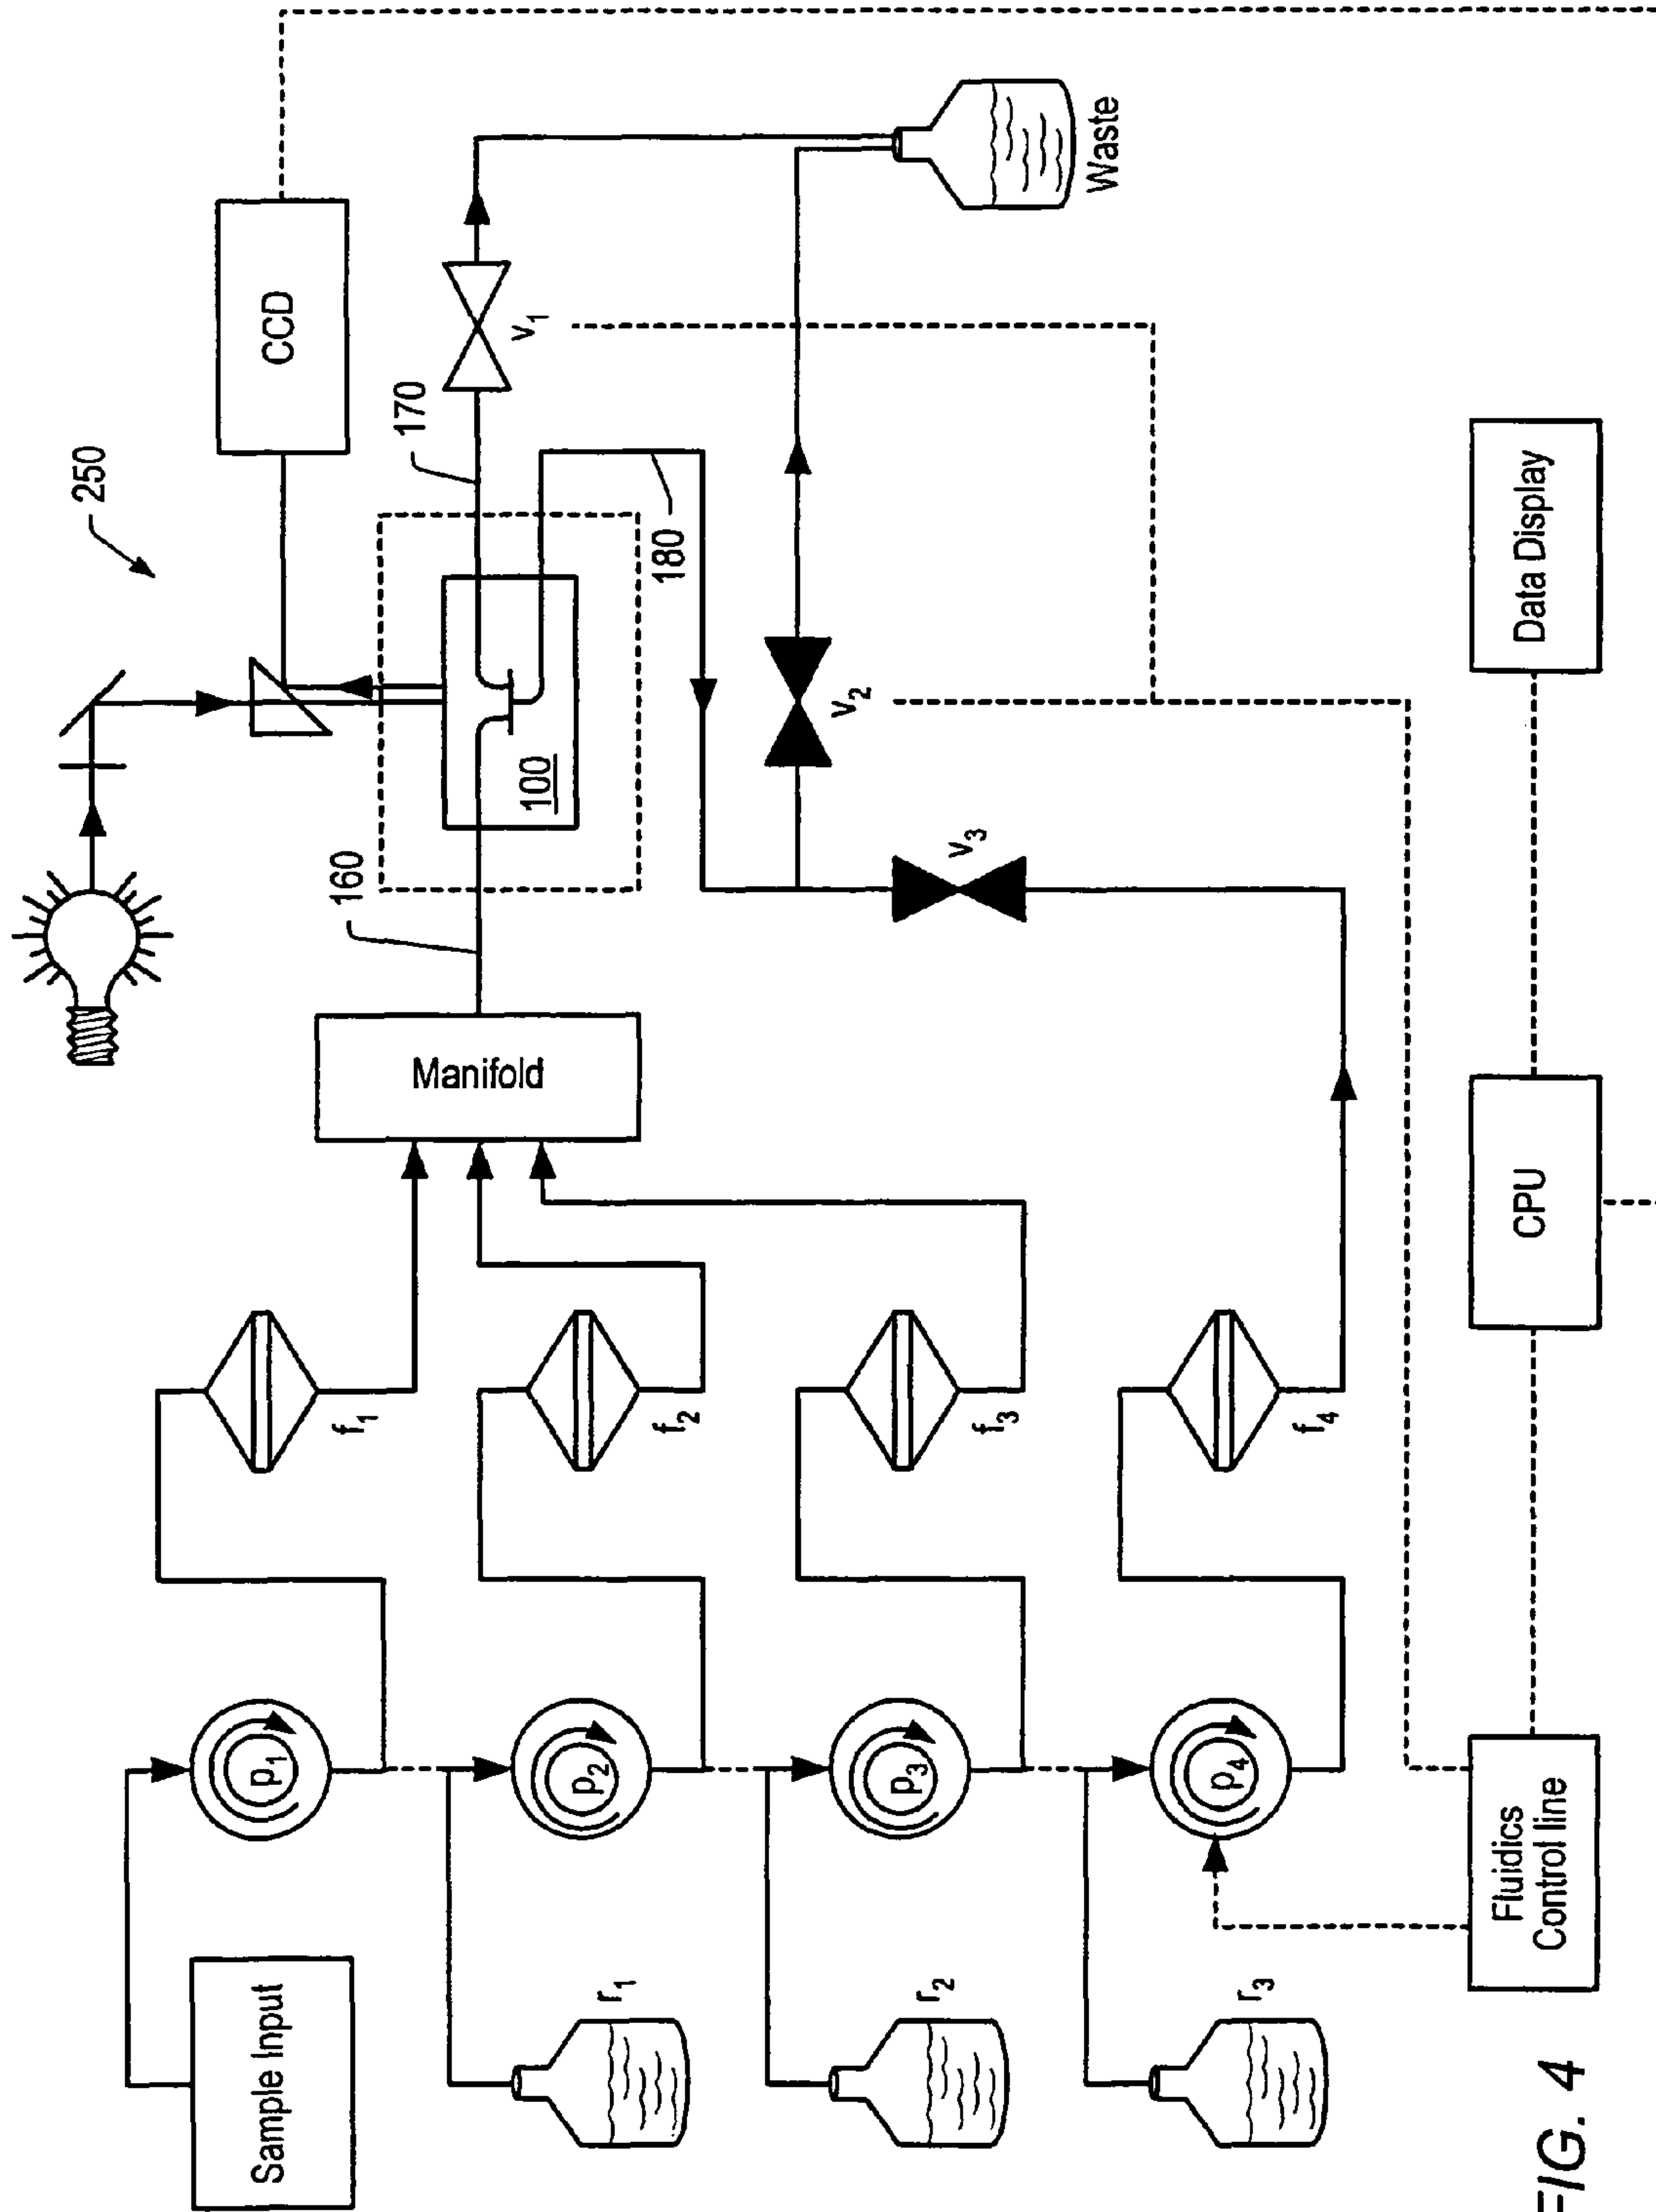 250
CCD
Sample Input
p₁
f₁
Manifold
160
100
170
v₁
180
Waste
r₁
p₂
f₂
v₂
r₂
p₃
f₃
v₃
r₃
p₄
f₄
Fluidics
Control line
CPU
Data Display
FIG. 4